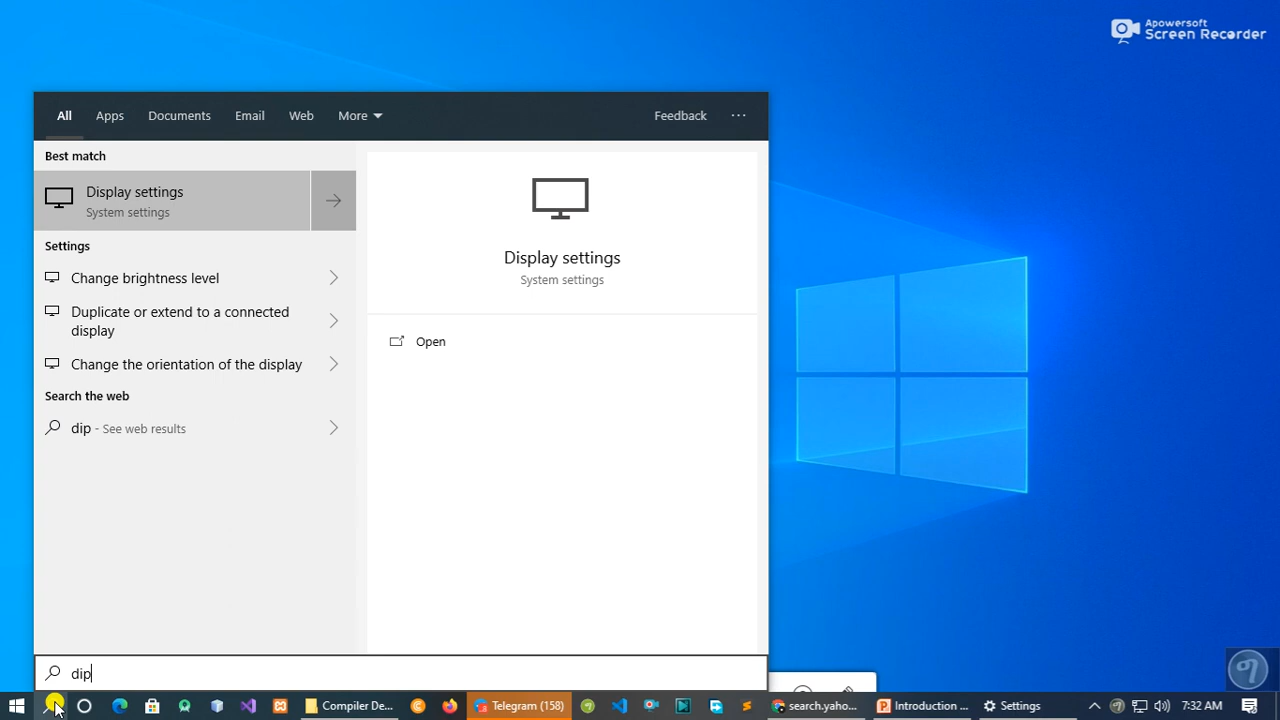 Apowersoft
Screen Recorder
All Apps Documents Email Web More Feedback ...
Best match
Display settings
System settings
Settings
Change brightness level
Duplicate or extend to a connected
display
Change the orientation of the display
Search the web
dip - See web results
Display settings
System settings
Open
dip
Compiler De... Telegram (158) search.yaho... Introduction ... Settings 7:32 AM